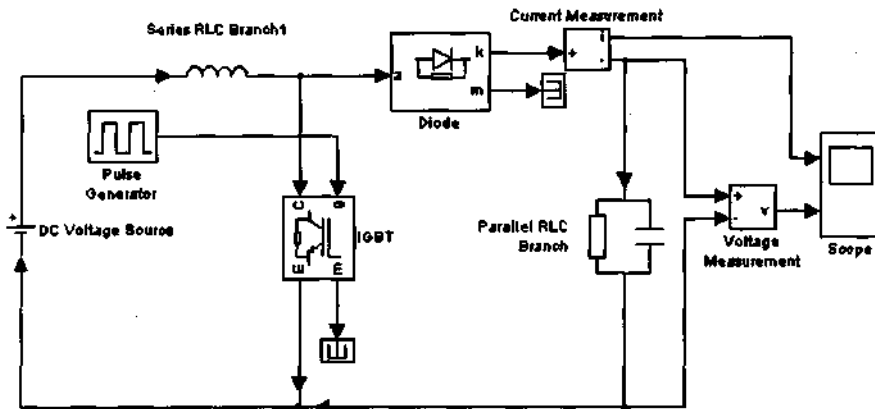 Current Measurement
Series RLC Branch1
k
+
i
-
a
m
Diode
Pulse
Generator
+
DC Voltage Source
C
g
IGBT
E
m
Parallel RLC
Branch
+
-
v
Voltage
Measurement
Scope